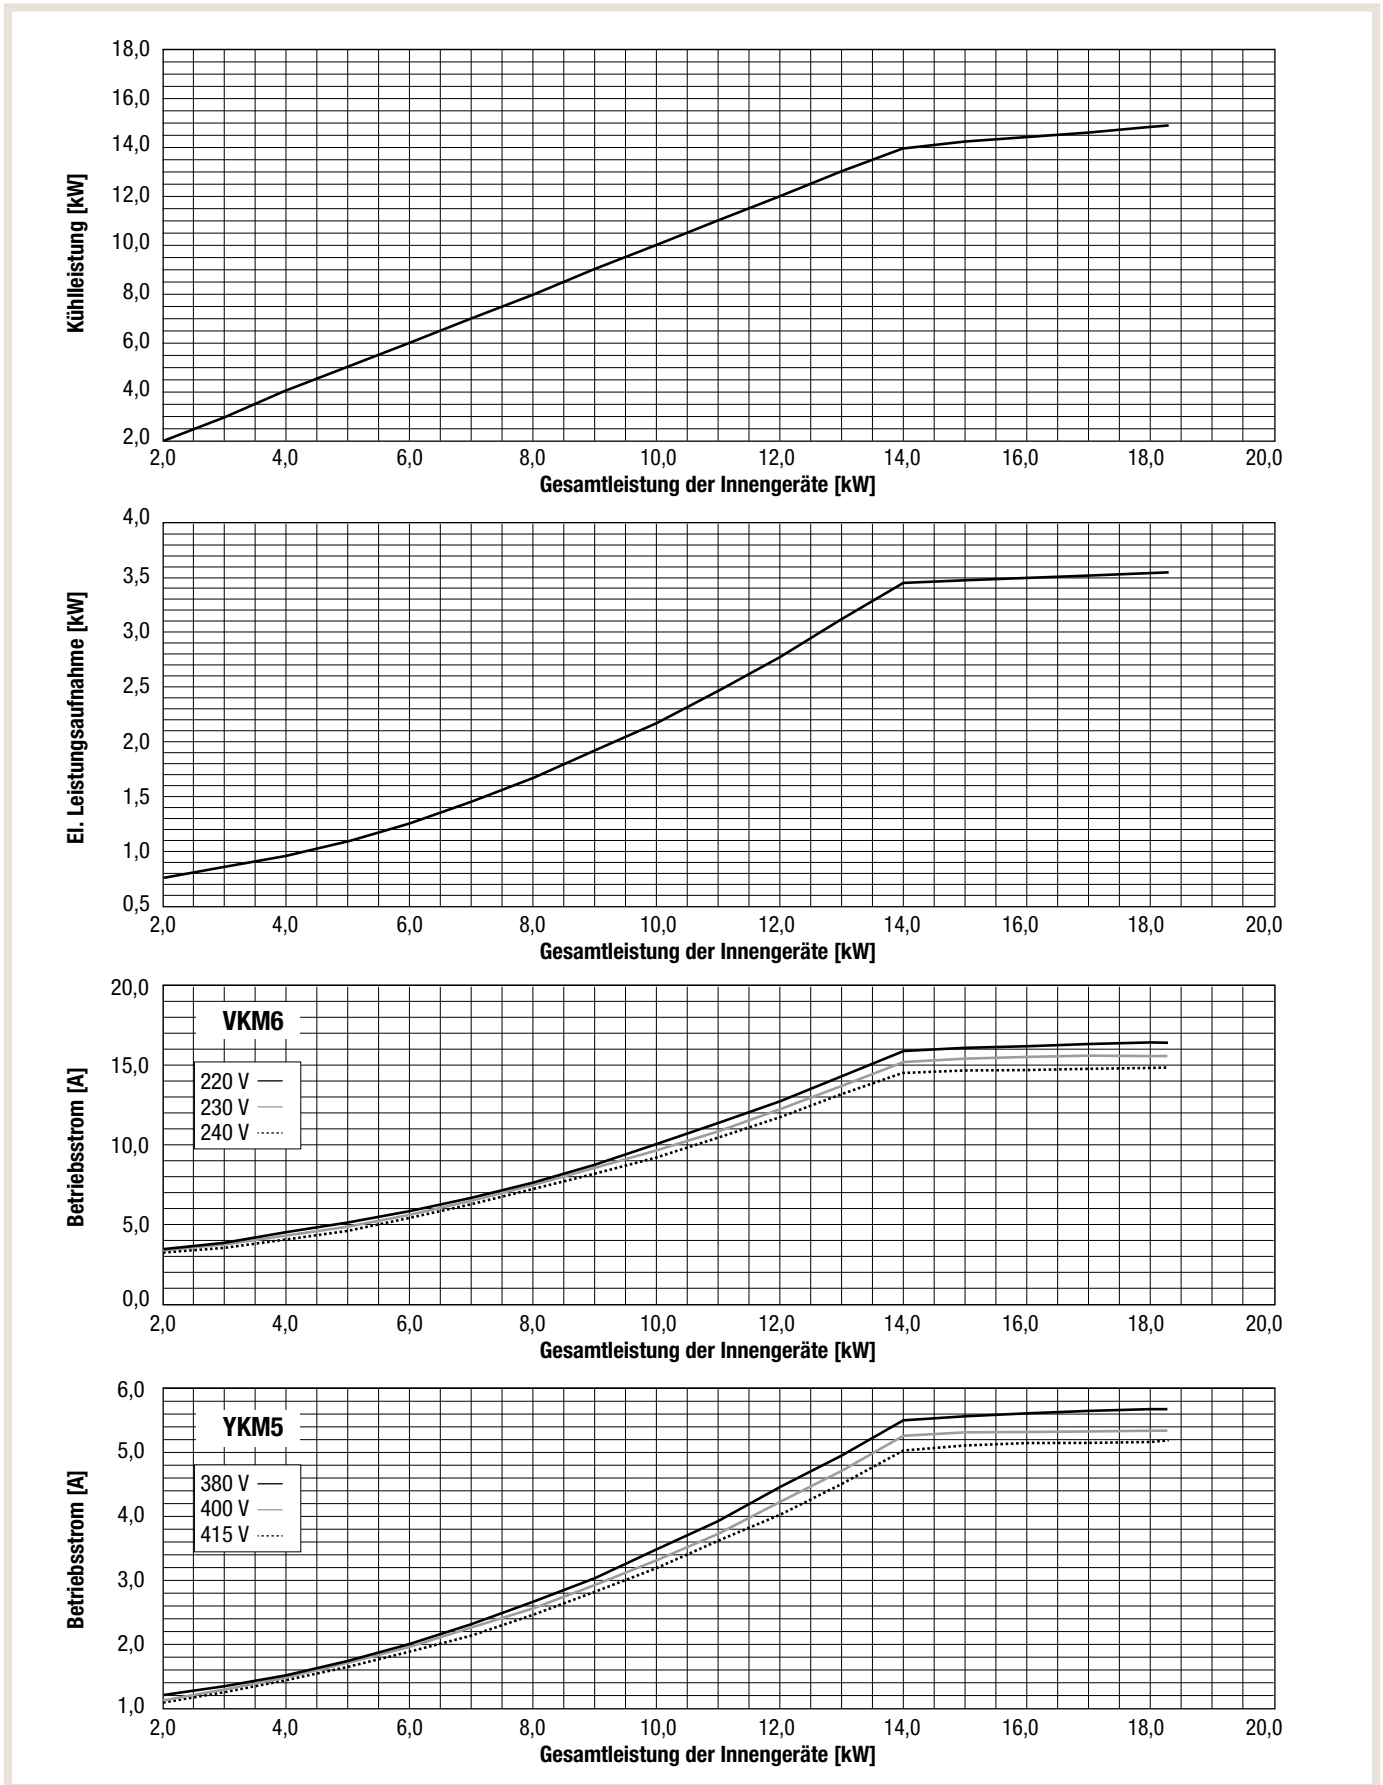 18,0
16,0
14,0
12,0
10,0
8,0
6,0
4,0
2,0
Kühlleistung [kW]
2,0 4,0 6,0 8,0 10,0 12,0 14,0 16,0 18,0 20,0
Gesamtleistung der Innengeräte [kW]
4,0
3,5
3,0
2,5
2,0
1,5
1,0
0,5
El. Leistungsaufnahme [kW]
2,0 4,0 6,0 8,0 10,0 12,0 14,0 16,0 18,0 20,0
Gesamtleistung der Innengeräte [kW]
20,0
15,0
10,0
5,0
0,0
Betriebsstrom [A]
VKM6
220 V
230 V
240 V
2,0 4,0 6,0 8,0 10,0 12,0 14,0 16,0 18,0 20,0
Gesamtleistung der Innengeräte [kW]
6,0
5,0
4,0
3,0
2,0
1,0
Betriebsstrom [A]
YKM5
380 V
400 V
415 V
2,0 4,0 6,0 8,0 10,0 12,0 14,0 16,0 18,0 20,0
Gesamtleistung der Innengeräte [kW]